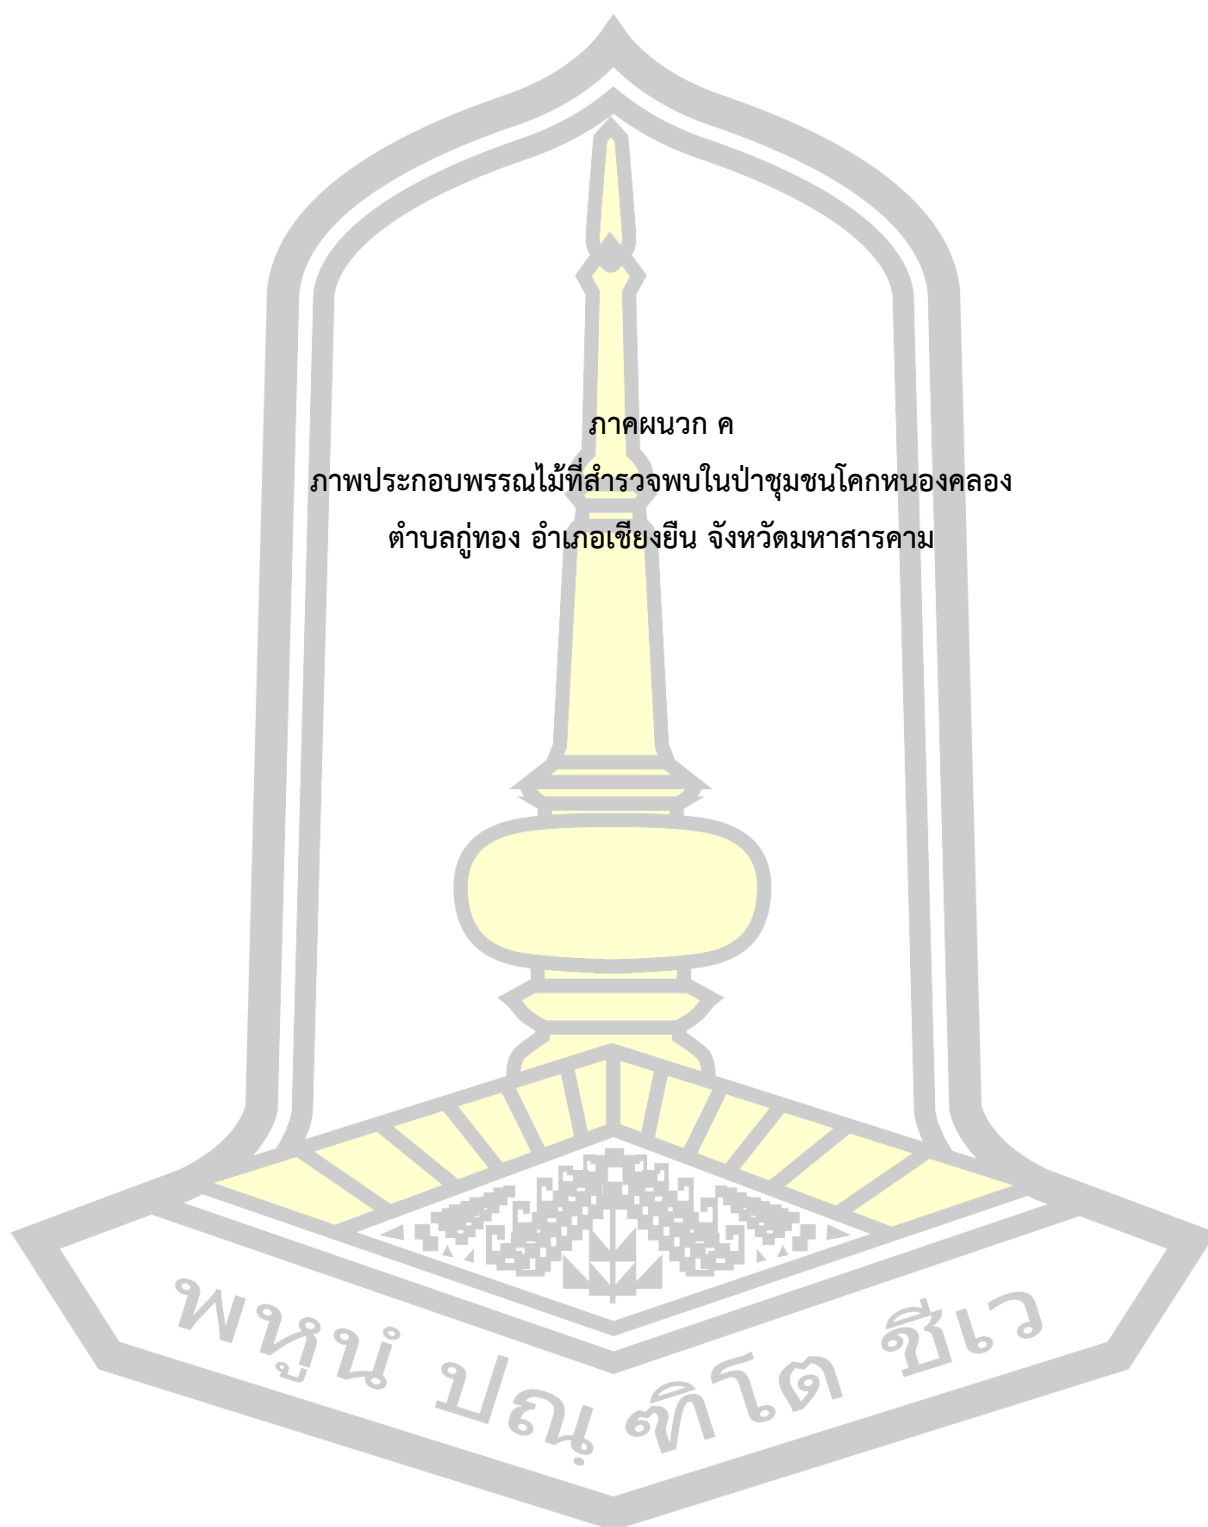 ภาคผนวก ค
ภาพประกอบพรรณไม้ที่สำรวจพบในป่าชุมชนโคกหนองคลอง
ตำบลกู่ทอง อำเภอเชียงยืน จังหวัดมหาสารคาม
พหูนํ ปณฺฑิโต ชีเว